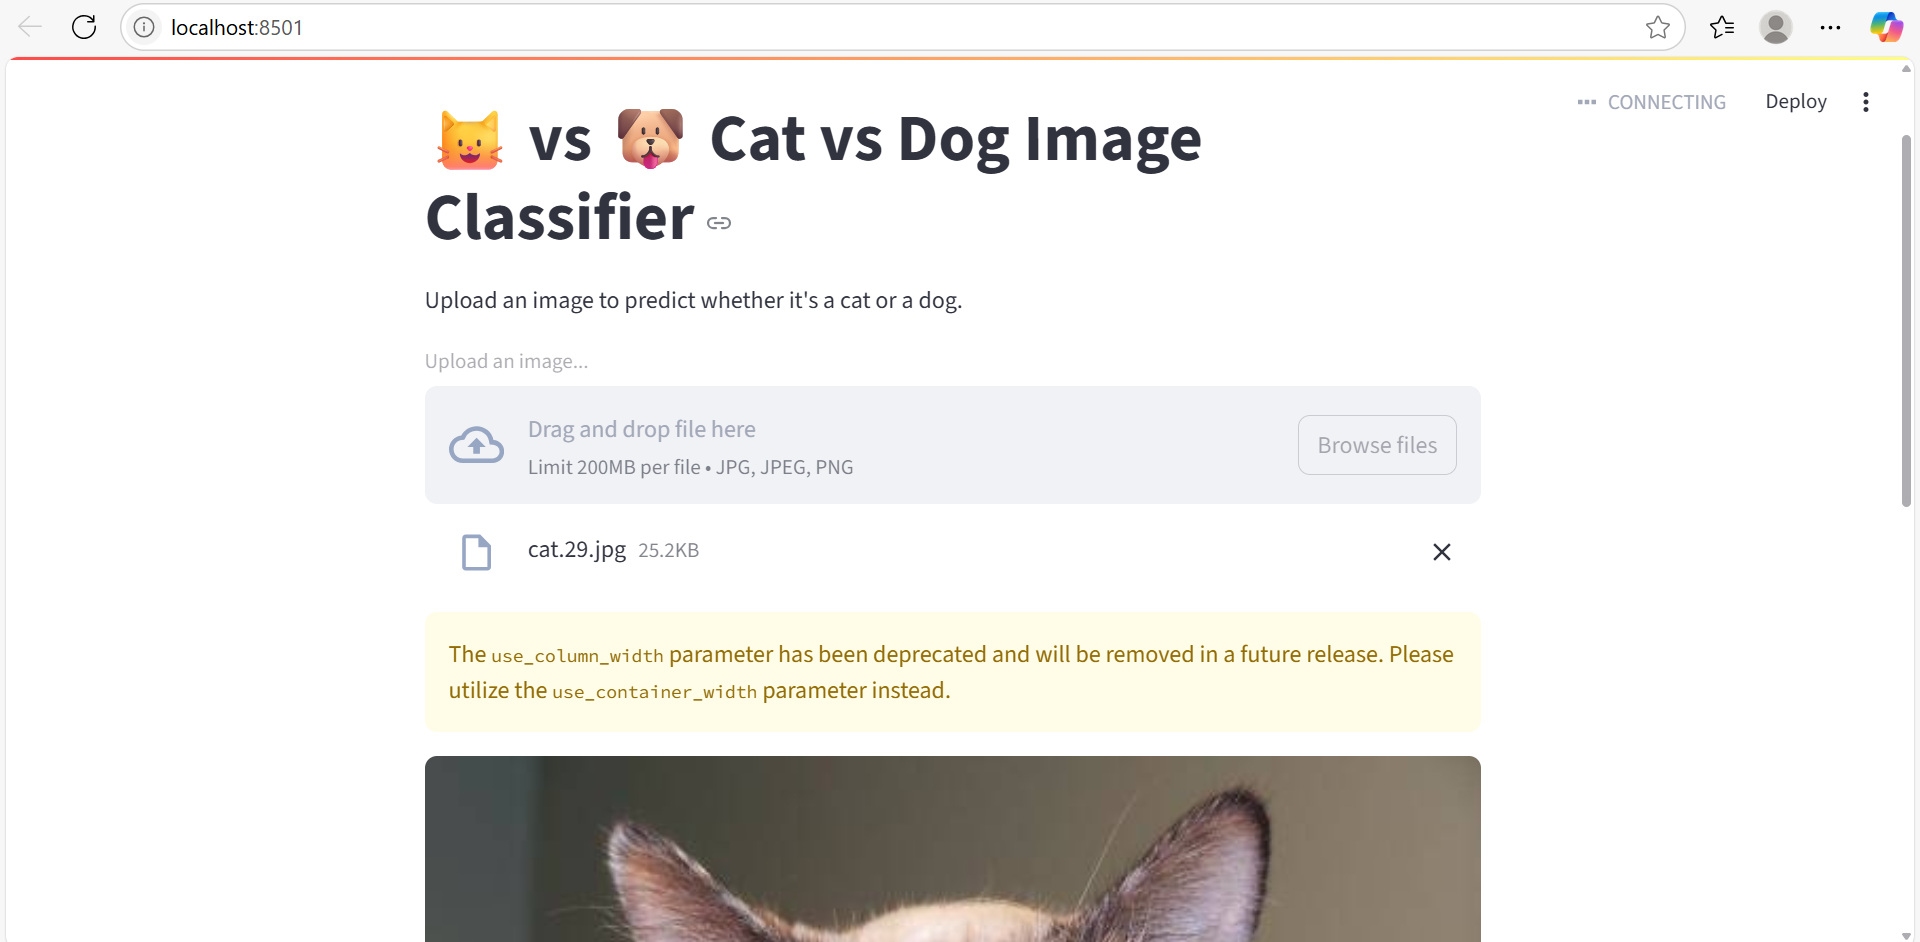 localhost:8501
CONNECTING
Deploy
vs Cat vs Dog Image
Classifier
Upload an image to predict whether it's a cat or a dog.
Upload an image...
Drag and drop file here
Limit 200MB per file • JPG, JPEG, PNG
Browse files
cat.29.jpg 25.2KB
The use_column_width parameter has been deprecated and will be removed in a future release. Please
utilize the use_container_width parameter instead.